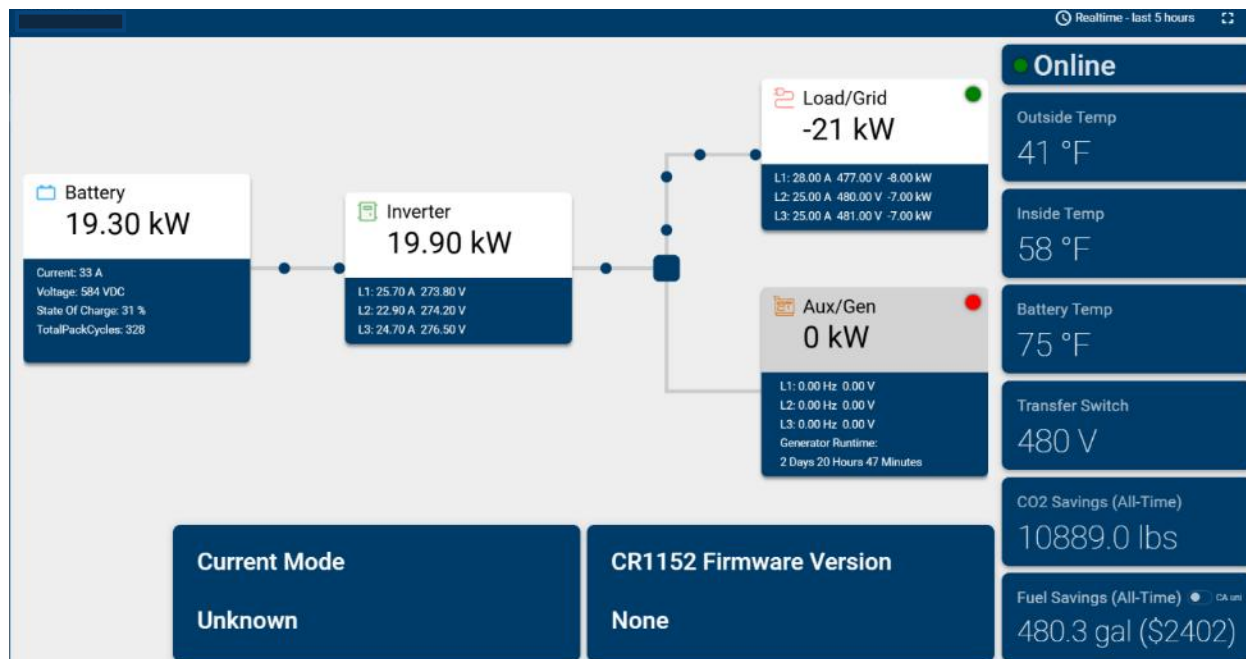 Realtime - last 5 hours
Online
Battery
19.30 kW
Current: 33 A
Voltage: 584 VDC
State Of Charge: 31 %
TotalPackCycles: 328
Inverter
19.90 kW
L1: 25.70 A 273.80 V
L2: 22.90 A 274.20 V
L3: 24.70 A 276.50 V
Load/Grid
-21 kW
L1: 28.00 A 477.00 V -8.00 kW
L2: 25.00 A 480.00 V -7.00 kW
L3: 25.00 A 481.00 V -7.00 kW
Aux/Gen
0 kW
L1: 0.00 Hz 0.00 V
L2: 0.00 Hz 0.00 V
L3: 0.00 Hz 0.00 V
Generator Runtime:
2 Days 20 Hours 47 Minutes
Outside Temp
41 °F
Inside Temp
58 °F
Battery Temp
75 °F
Transfer Switch
480 V
CO2 Savings (All-Time)
10889.0 lbs
Fuel Savings (All-Time) CA uni
480.3 gal ($2402)
Current Mode
Unknown
CR1152 Firmware Version
None